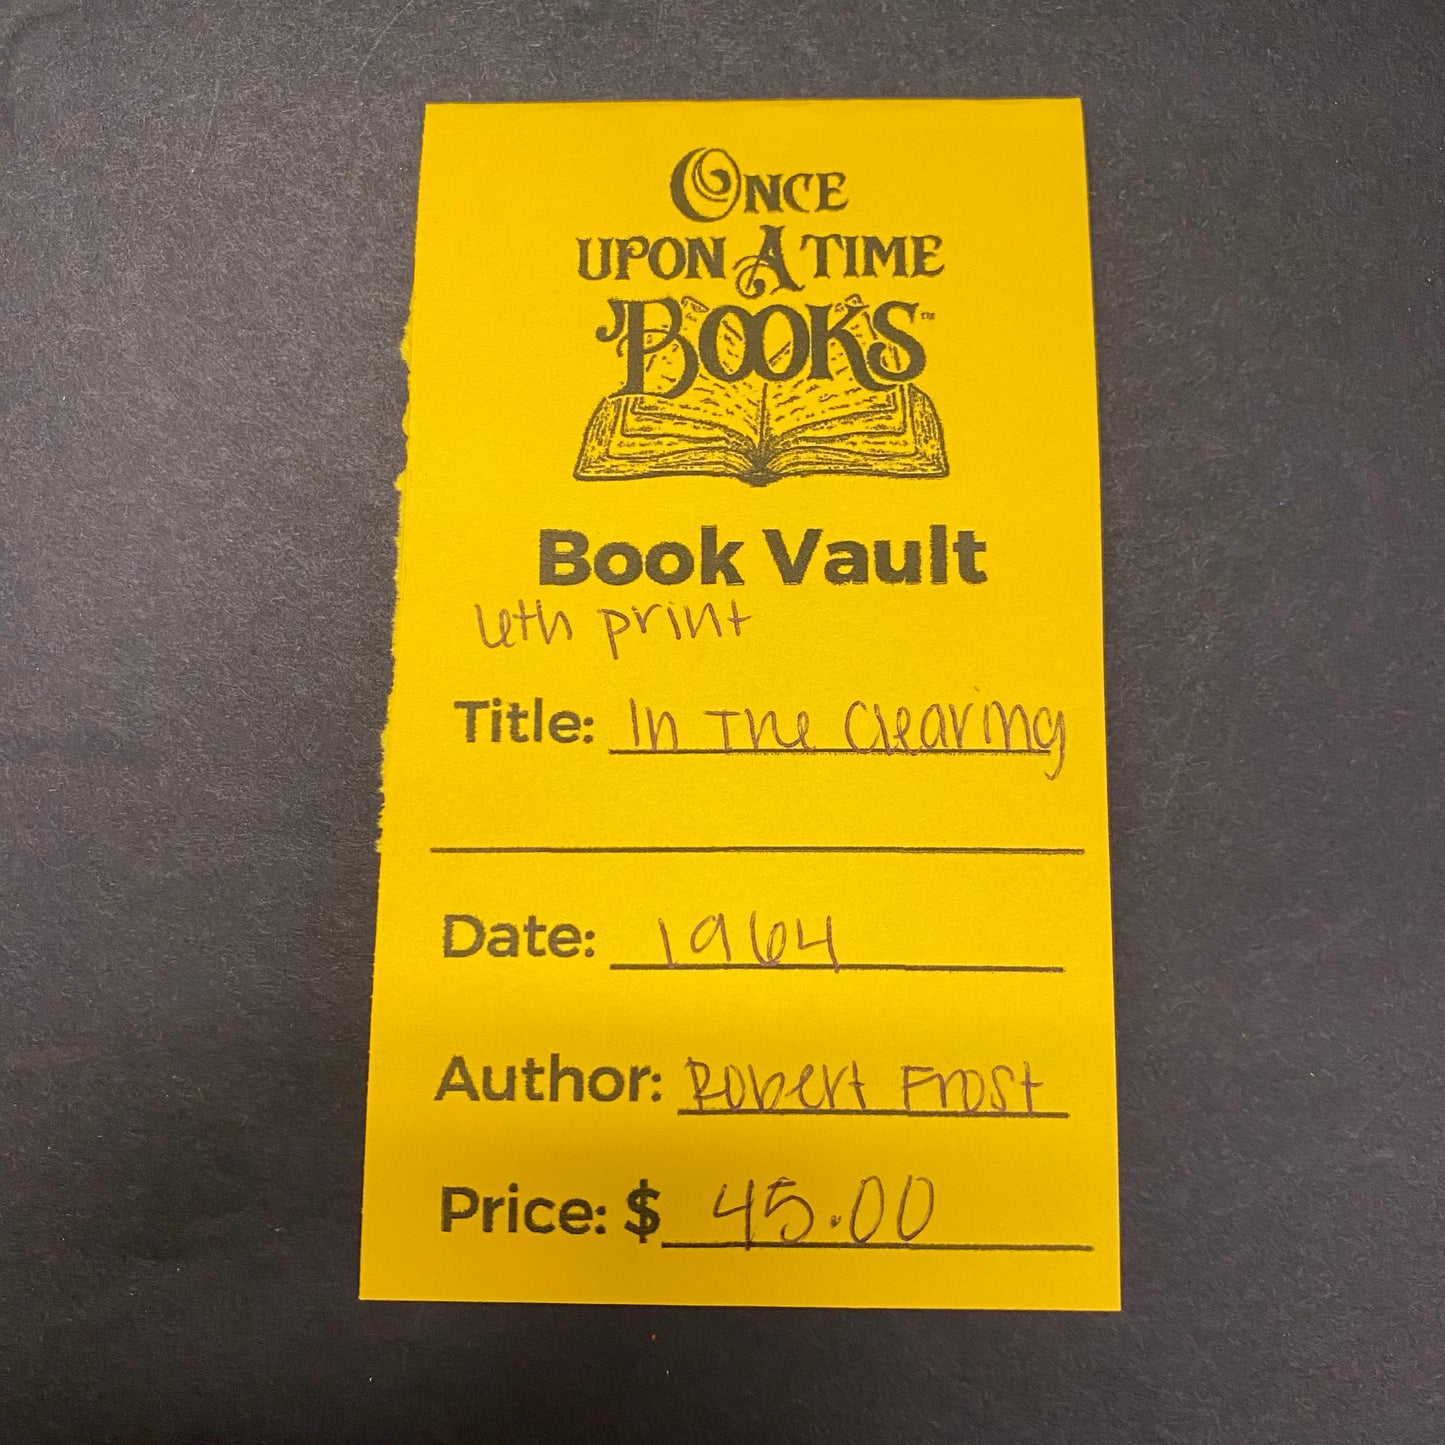 ONCE
UPON A TIME
BOOKS™
Book Vault
6th print
Title: In The Clearing
Date: 1964
Author: Robert Frost
Price: $ 45.00